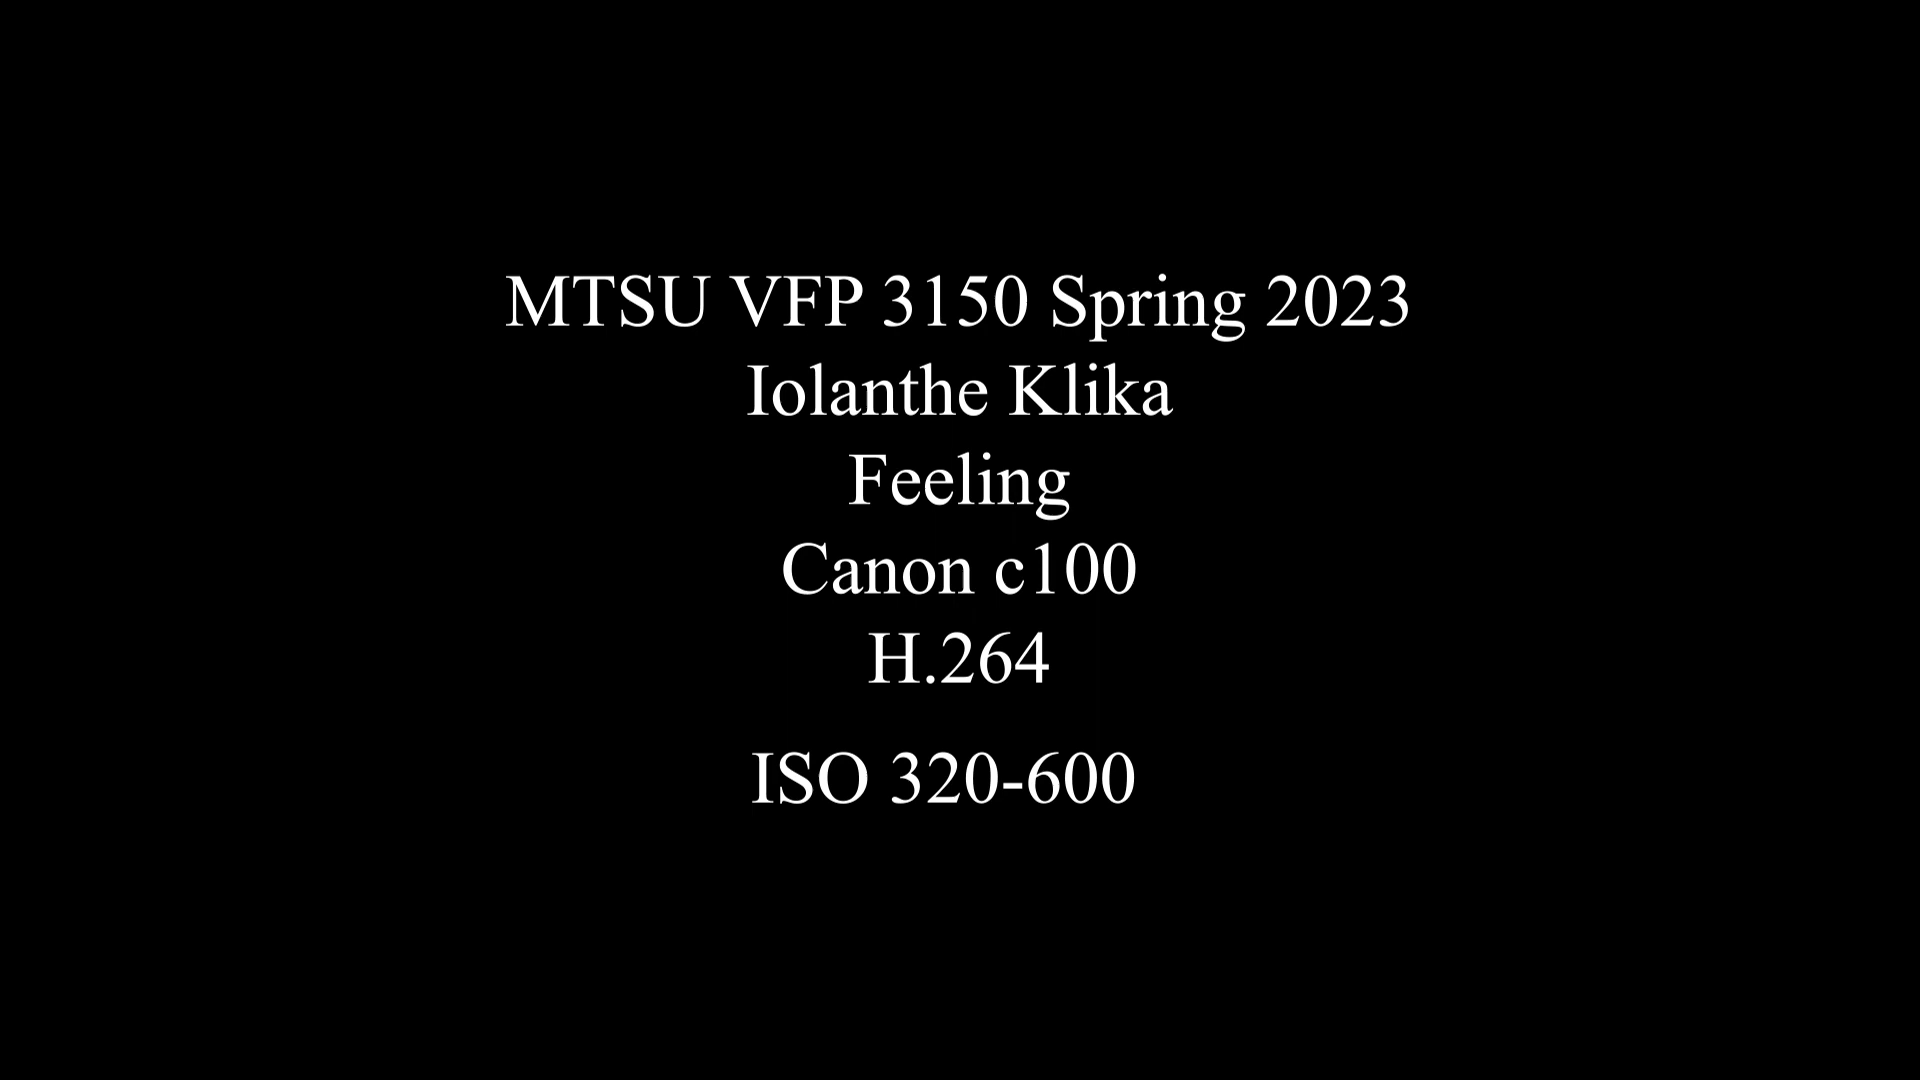 MTSU VFP 3150 Spring 2023
Iolanthe Klika
Feeling
Canon c100
H.264
ISO 320-600